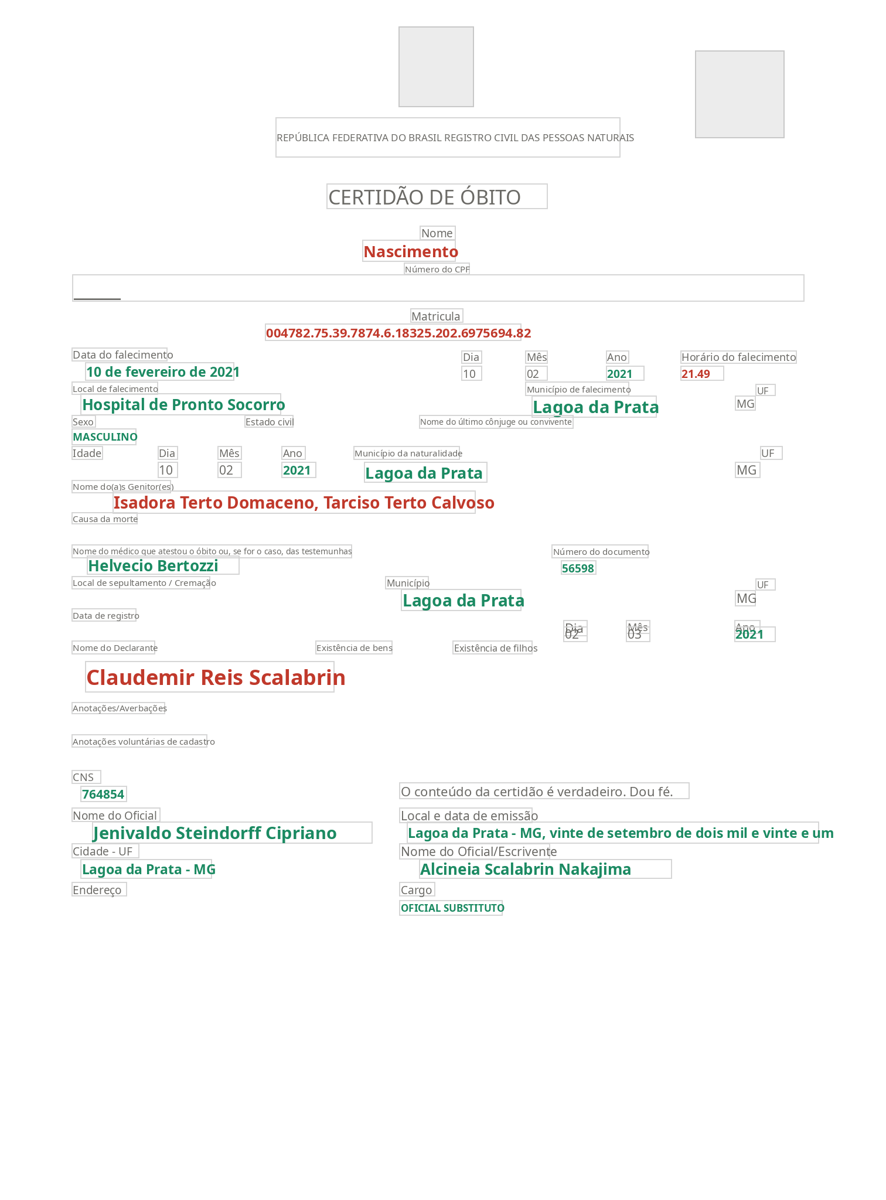 REPÚBLICA FEDERATIVA DO BRASIL REGISTRO CIVIL DAS PESSOAS NATURAIS
CERTIDÃO DE ÓBITO
Nome
Nascimento
Número do CPF
Matricula
004782.75.39.7874.6.18325.202.6975694.82
Data do falecimento Dia Mês Ano Horário do falecimento
10 de fevereiro de 2021 10 02 2021 21.49
Local de falecimento Município de falecimento UF
Hospital de Pronto Socorro Lagoa da Prata MG
Sexo Estado civil Nome do último cônjuge ou convivente
MASCULINO
Idade Dia Mês Ano Município da naturalidade UF
10 02 2021 Lagoa da Prata MG
Nome do(a)s Genitor(es)
Isadora Terto Domaceno, Tarciso Terto Calvoso
Causa da morte
Nome do médico que atestou o óbito ou, se for o caso, das testemunhas Número do documento
Helvecio Bertozzi 56598
Local de sepultamento / Cremação Município UF
Lagoa da Prata MG
Data de registro Dia Mês Ano
02 03 2021
Nome do Declarante Existência de bens Existência de filhos
Claudemir Reis Scalabrin
Anotações/Averbações
Anotações voluntárias de cadastro
CNS
764854 O conteúdo da certidão é verdadeiro. Dou fé.
Nome do Oficial Local e data de emissão
Jenivaldo Steindorff Cipriano Lagoa da Prata - MG, vinte de setembro de dois mil e vinte e um
Cidade - UF Nome do Oficial/Escrivente
Lagoa da Prata - MG Alcineia Scalabrin Nakajima
Endereço Cargo
OFICIAL SUBSTITUTO